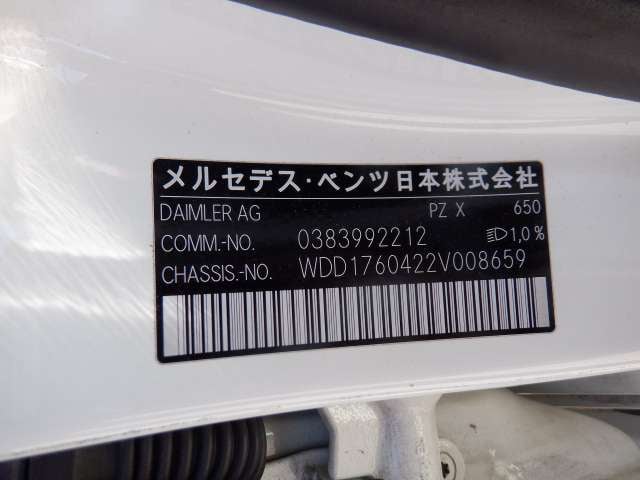 メルセデス・ベンツ日本株式会社
DAIMLER AG PZ X 650
COMM.-NO. 0383992212 1,0%
CHASSIS.-NO. WDD1760422V008659